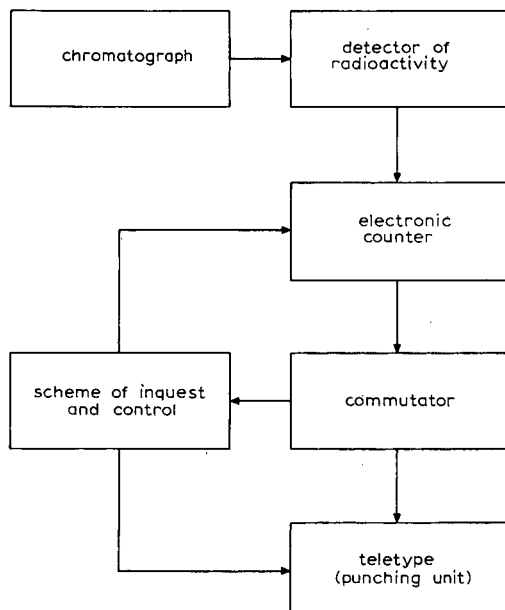 chromatograph
detector of
radioactivity
electronic
counter
scheme of inquest
and control
commutator
teletype
(punching unit)